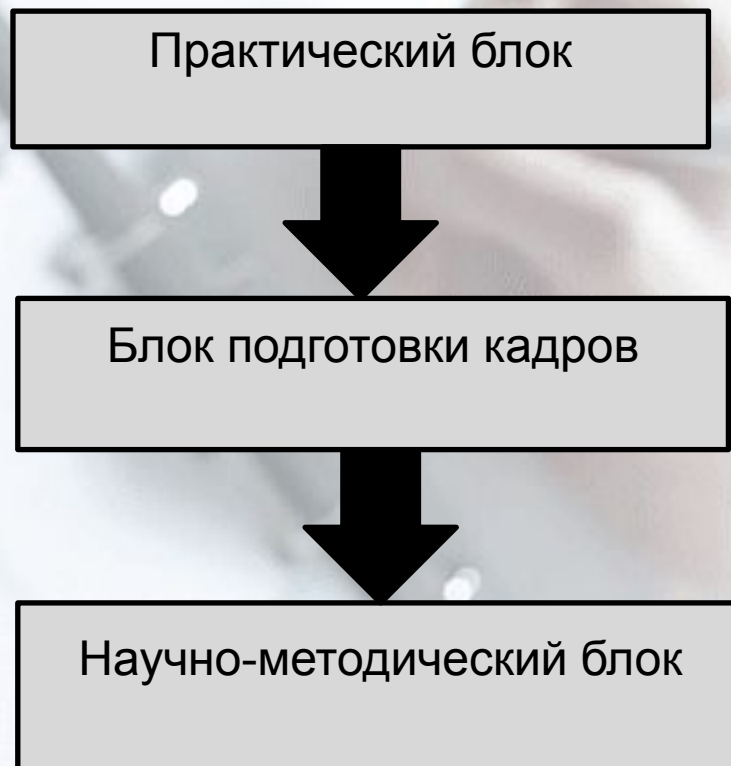 Практический блок
Блок подготовки кадров
Научно-методический блок